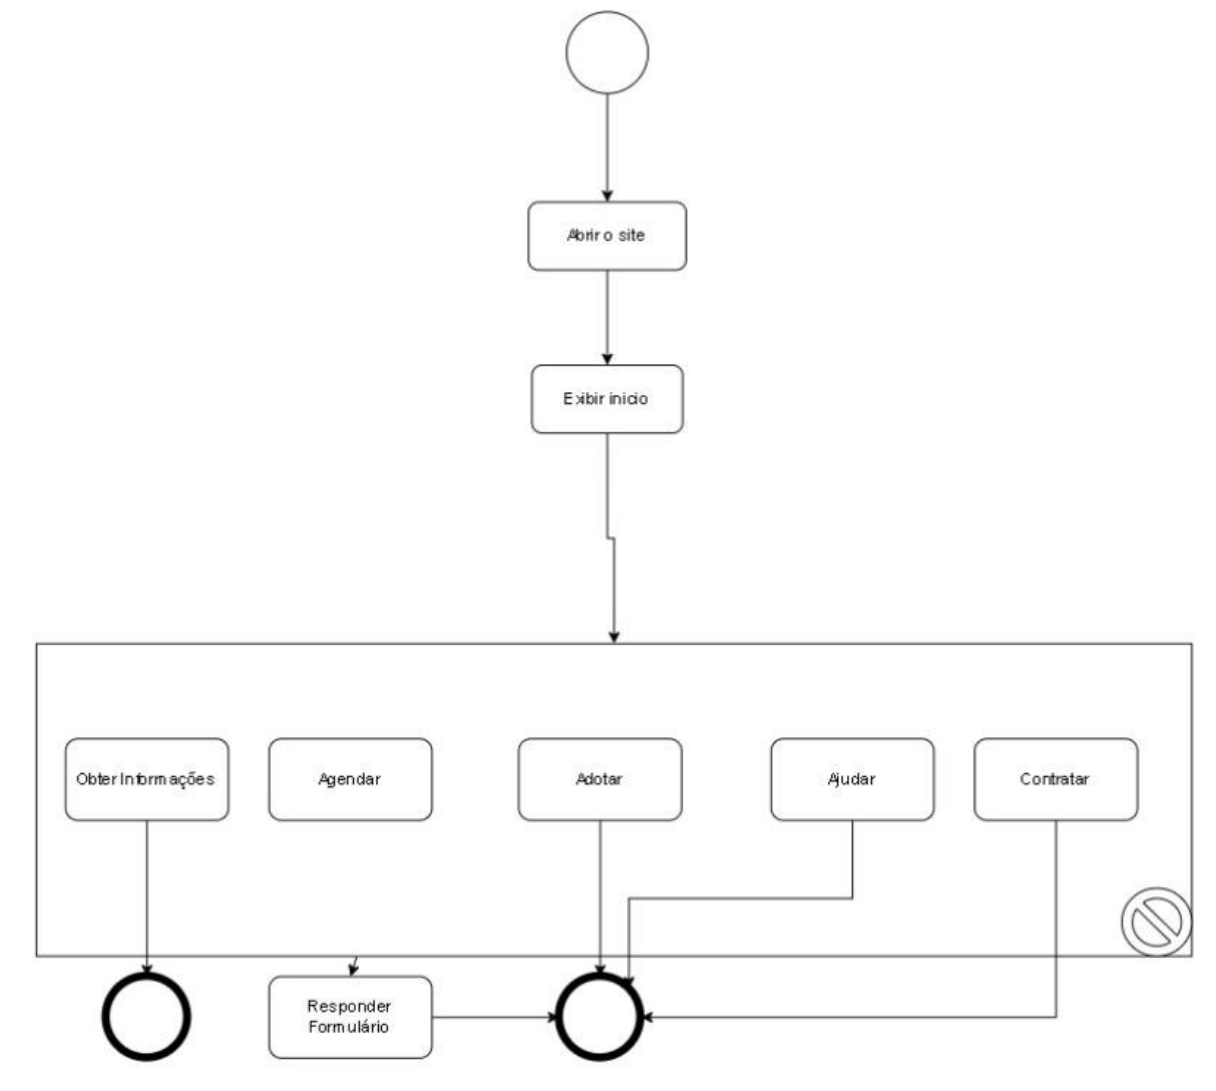 Abrir o site
Exibir inicio
Obter Informações
Agendar
Adotar
Ajudar
Contratar
Responder
Formulário